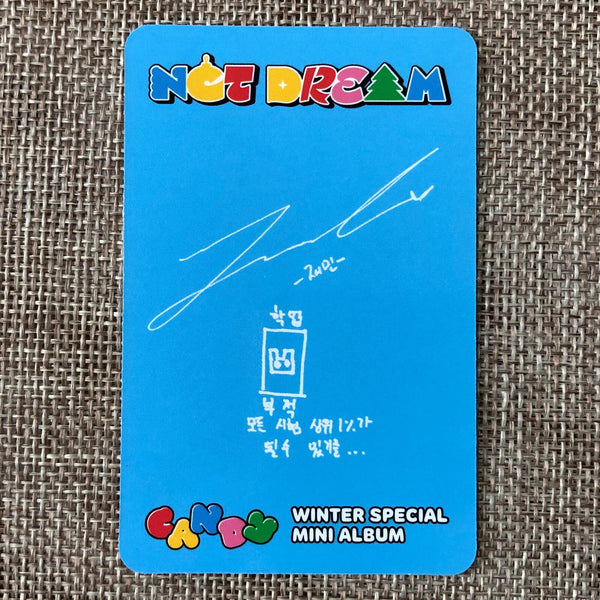 NCT DREAM
-재민-
학업
부적
모든 시험 상위 1%가
될 수 있기를...
CANDY
WINTER SPECIAL
MINI ALBUM